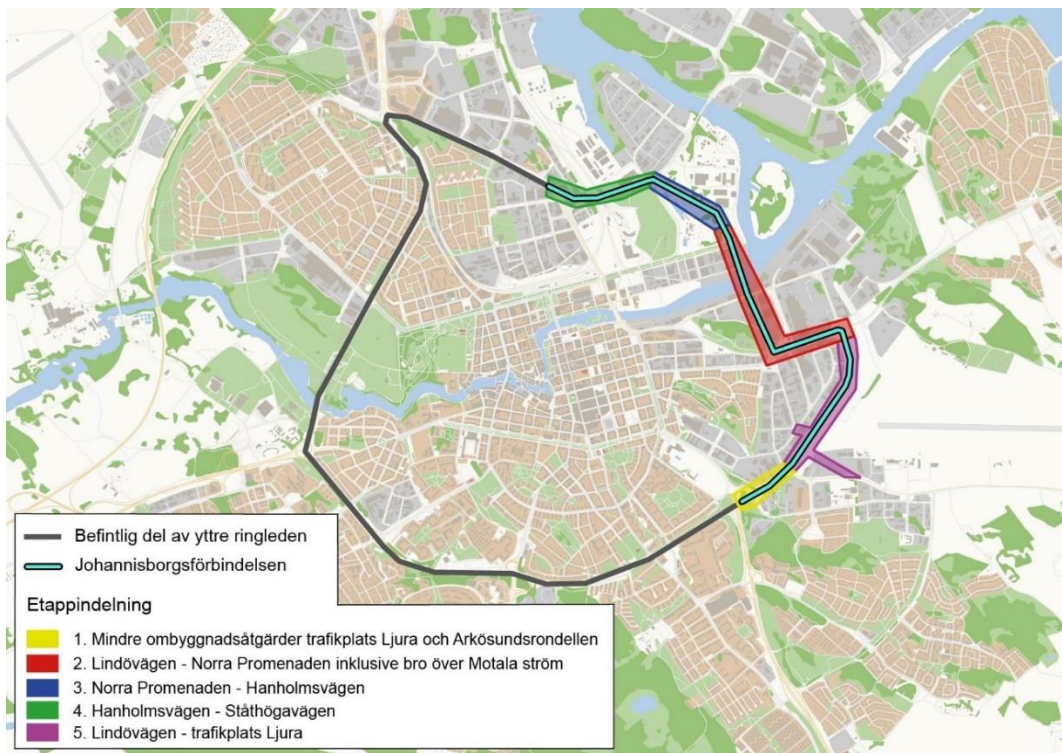 Befintlig del av yttre ringleden
Johannisborgsförbindelsen
Etappindelning
1. Mindre ombyggnadsåtgärder trafikplats Ljura och Arkösundsrondellen
2. Lindövägen - Norra Promenaden inklusive bro över Motala ström
3. Norra Promenaden - Hanholmsvägen
4. Hanholmsvägen - Ståthögavägen
5. Lindövägen - trafikplats Ljura